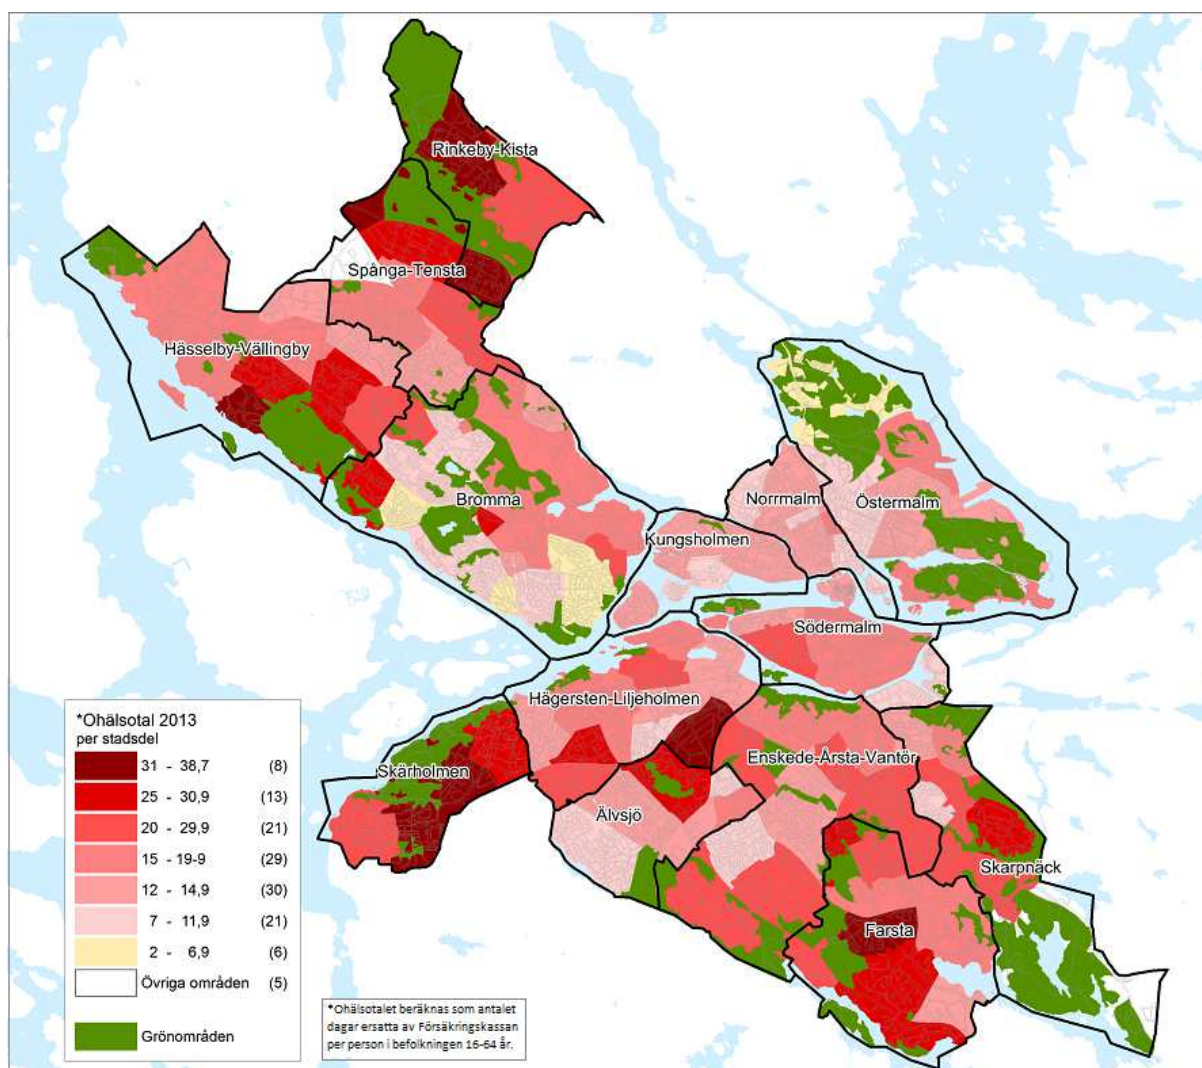 Rinkeby-Kista
Spånga-Tensta
Hässelby-Vällingby
Bromma
Norrmalm
Östermalm
Kungsholmen
Södermalm
Hägersten-Liljeholmen
Enskede-Årsta-Vantör
Skärholmen
Älvsjö
Skarpnäck
Farsta
*Ohälsotal 2013
per stadsdel
31 - 38,7 (8)
25 - 30,9 (13)
20 - 29,9 (21)
15 - 19-9 (29)
12 - 14,9 (30)
7 - 11,9 (21)
2 - 6,9 (6)
Övriga områden (5)
Grönområden
*Ohälsotalet beräknas som antalet
dagar ersatta av Försäkringskassan
per person i befolkningen 16-64 år.